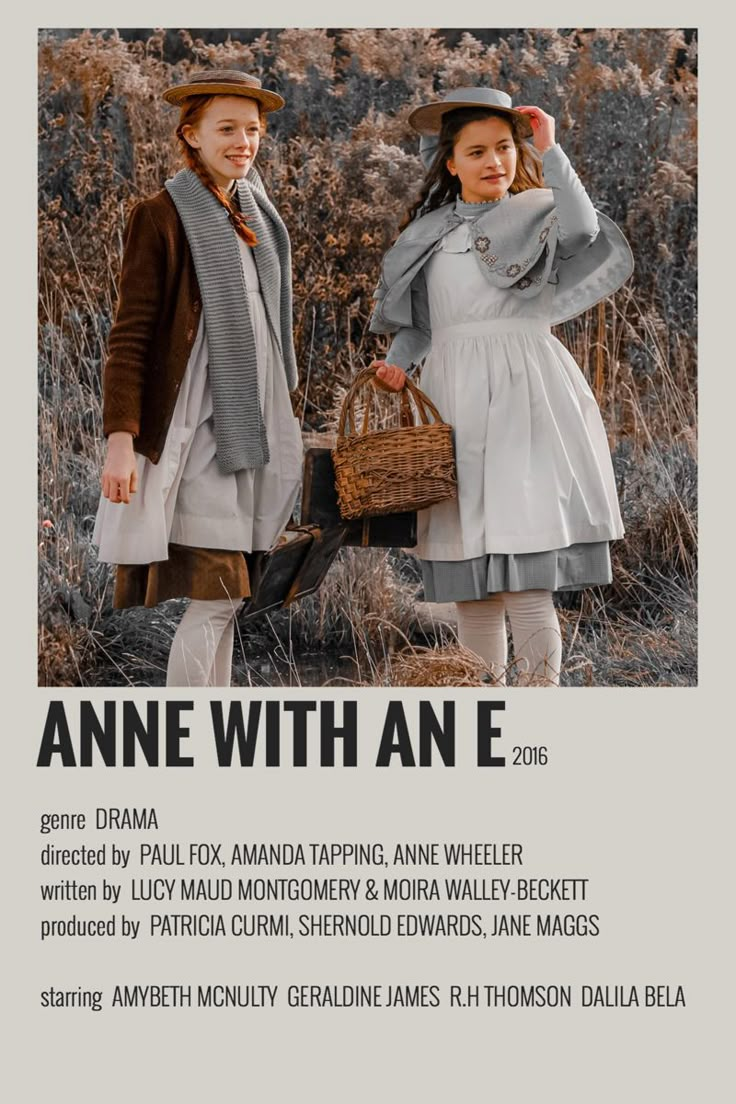 ANNE WITH AN E 2016
genre DRAMA
directed by PAUL FOX, AMANDA TAPPING, ANNE WHEELER
written by LUCY MAUD MONTGOMERY & MOIRA WALLEY-BECKETT
produced by PATRICIA CURMI, SHERNOLD EDWARDS, JANE MAGGS
starring AMYBETH MCNULTY GERALDINE JAMES R.H THOMSON DALILA BELA